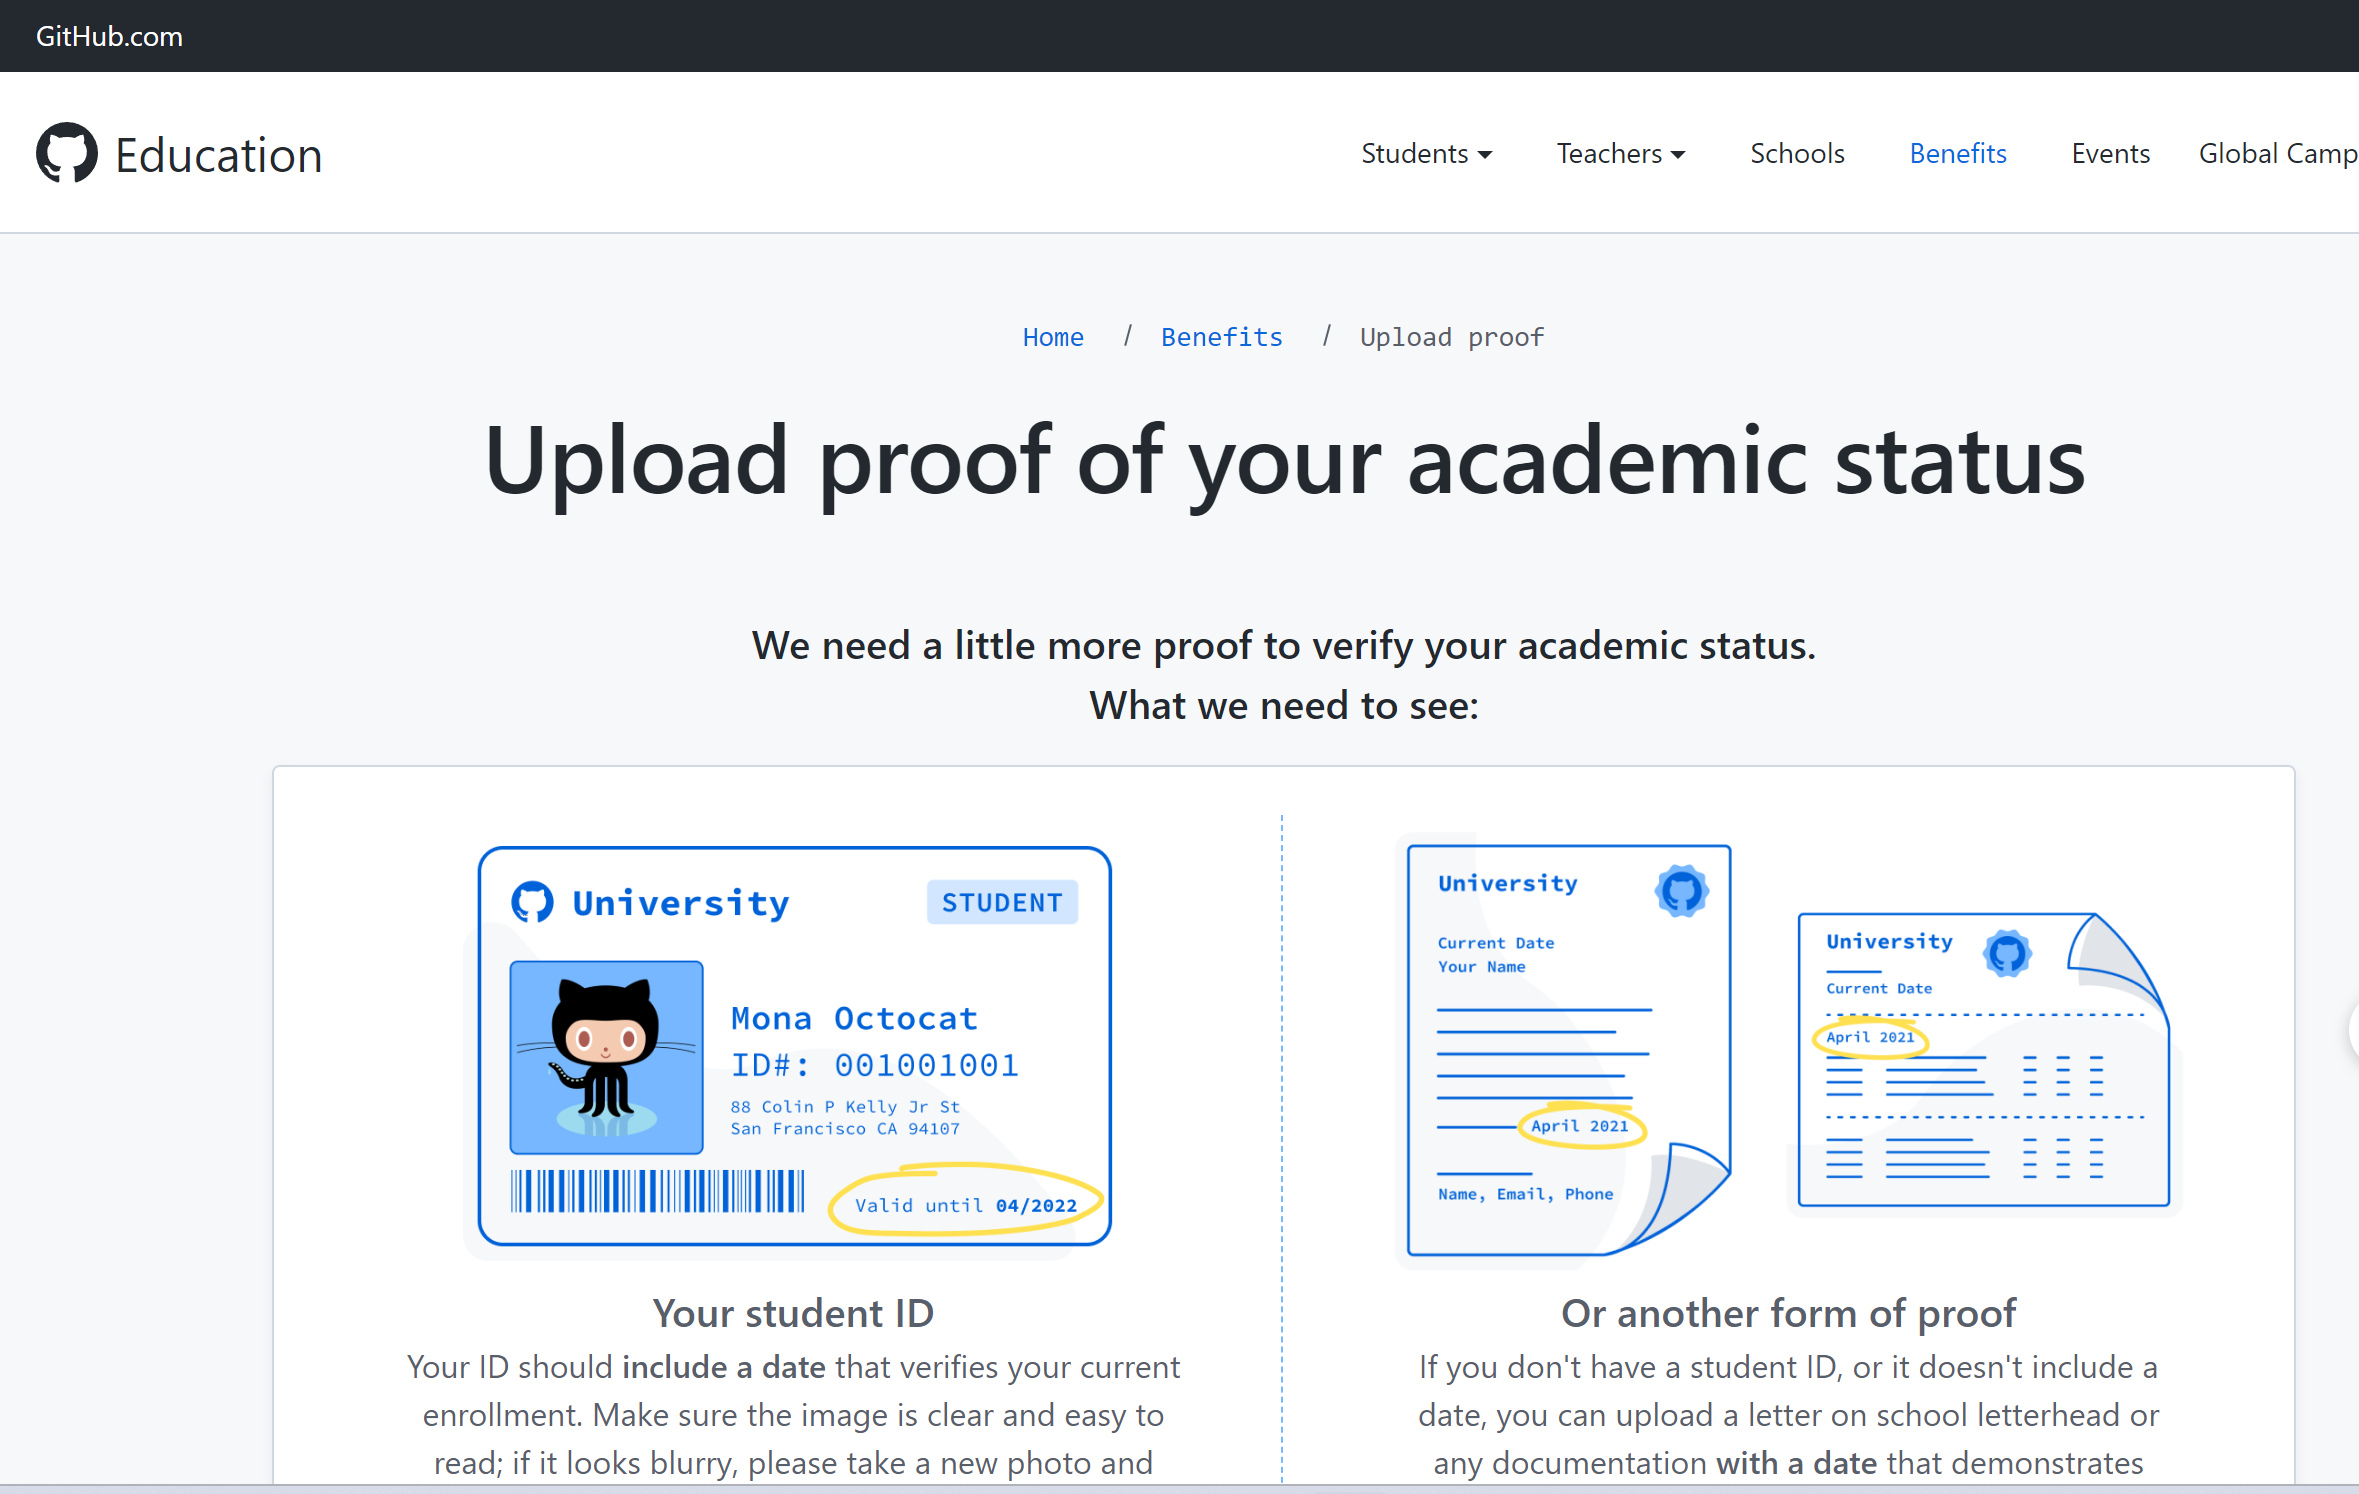 GitHub.com
Education
Students
Teachers
Schools
Benefits
Events
Global Camp
Home / Benefits / Upload proof
Upload proof of your academic status
We need a little more proof to verify your academic status.
What we need to see:
University
STUDENT
Mona Octocat
ID#: 001001001
88 Colin P Kelly Jr St
San Francisco CA 94107
Valid until 04/2022
University
Current Date
Your Name
April 2021
Name, Email, Phone
University
Current Date
April 2021
Your student ID
Your ID should include a date that verifies your current
enrollment. Make sure the image is clear and easy to
read; if it looks blurry, please take a new photo and
Or another form of proof
If you don't have a student ID, or it doesn't include a
date, you can upload a letter on school letterhead or
any documentation with a date that demonstrates